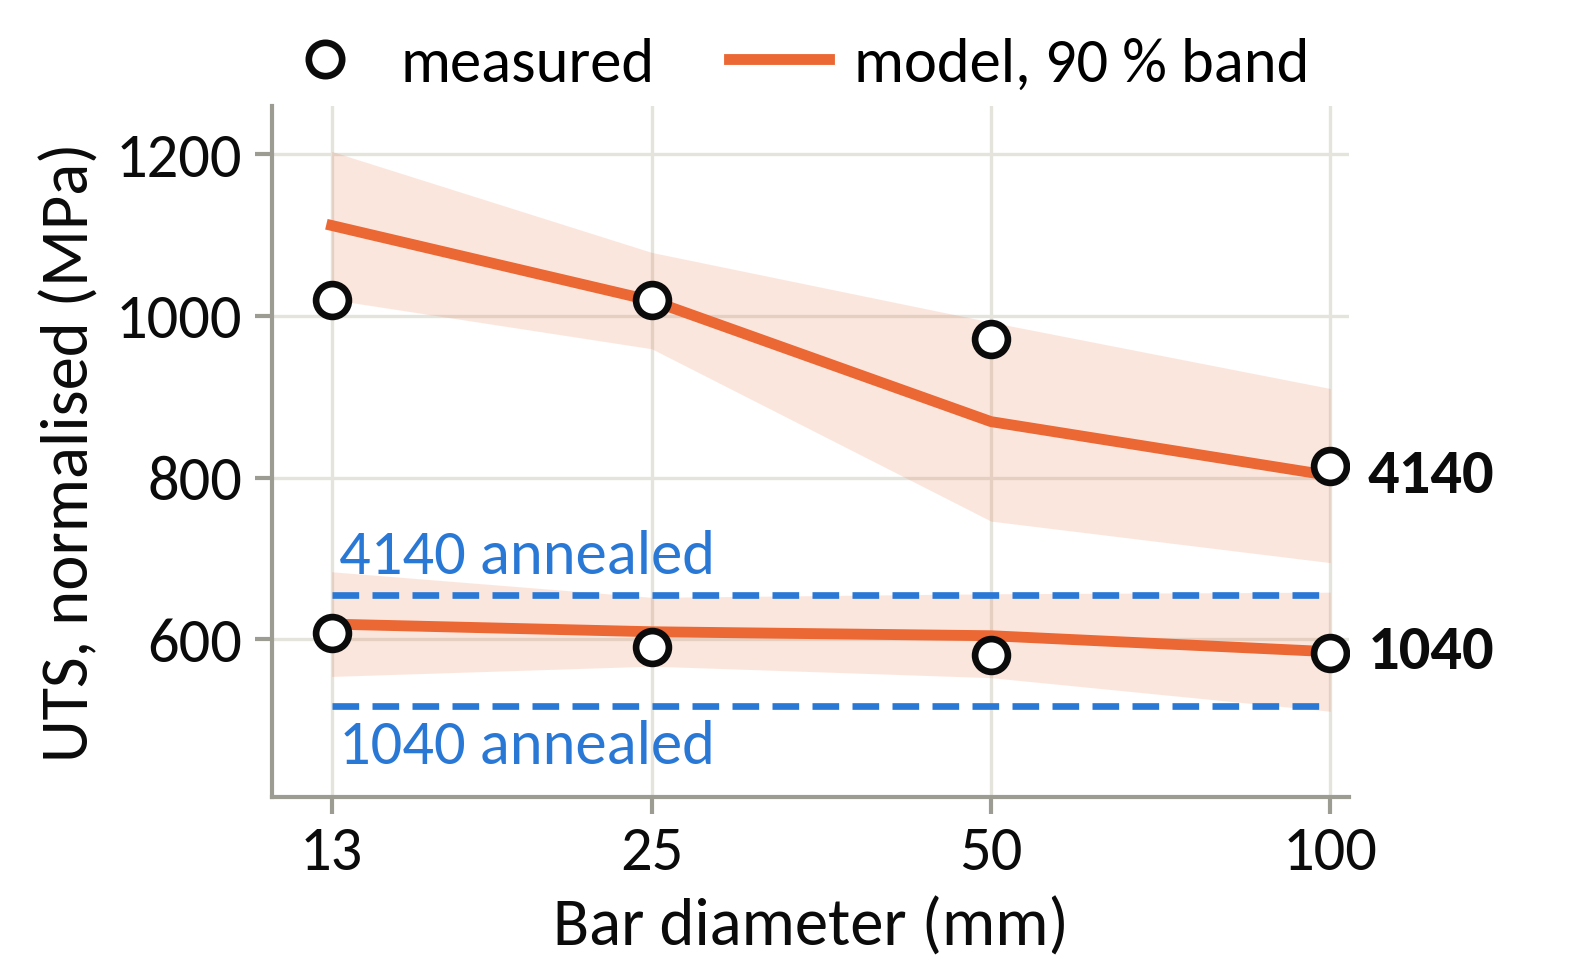 measured
model, 90 % band
UTS, normalised (MPa)
1200
1000
800
600
4140
4140 annealed
1040
1040 annealed
13
25
50
100
Bar diameter (mm)